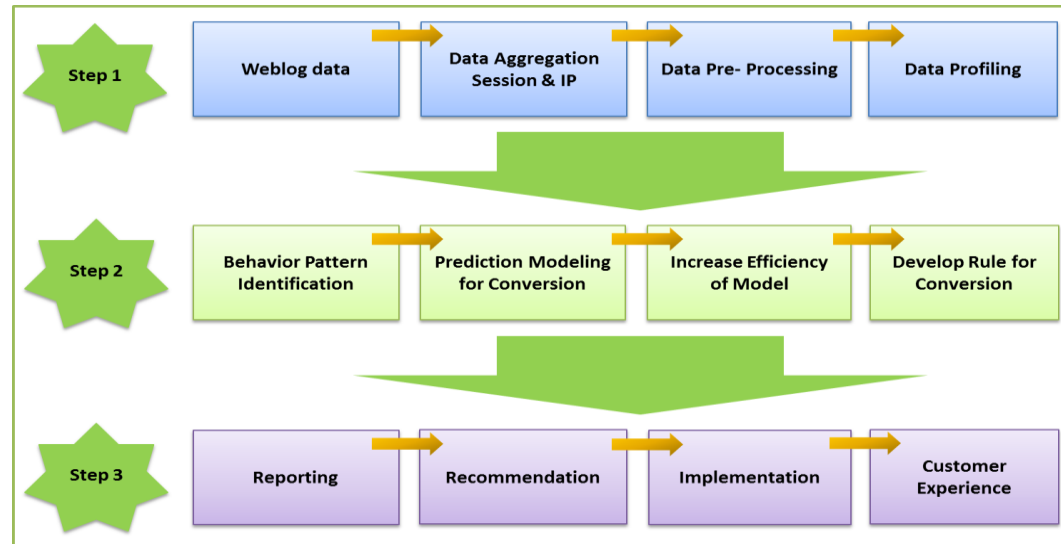 Step 1
Weblog data
Data Aggregation
Session & IP
Data Pre- Processing
Data Profiling
Step 2
Behavior Pattern
Identification
Prediction Modeling
for Conversion
Increase Efficiency
of Model
Develop Rule for
Conversion
Step 3
Reporting
Recommendation
Implementation
Customer
Experience